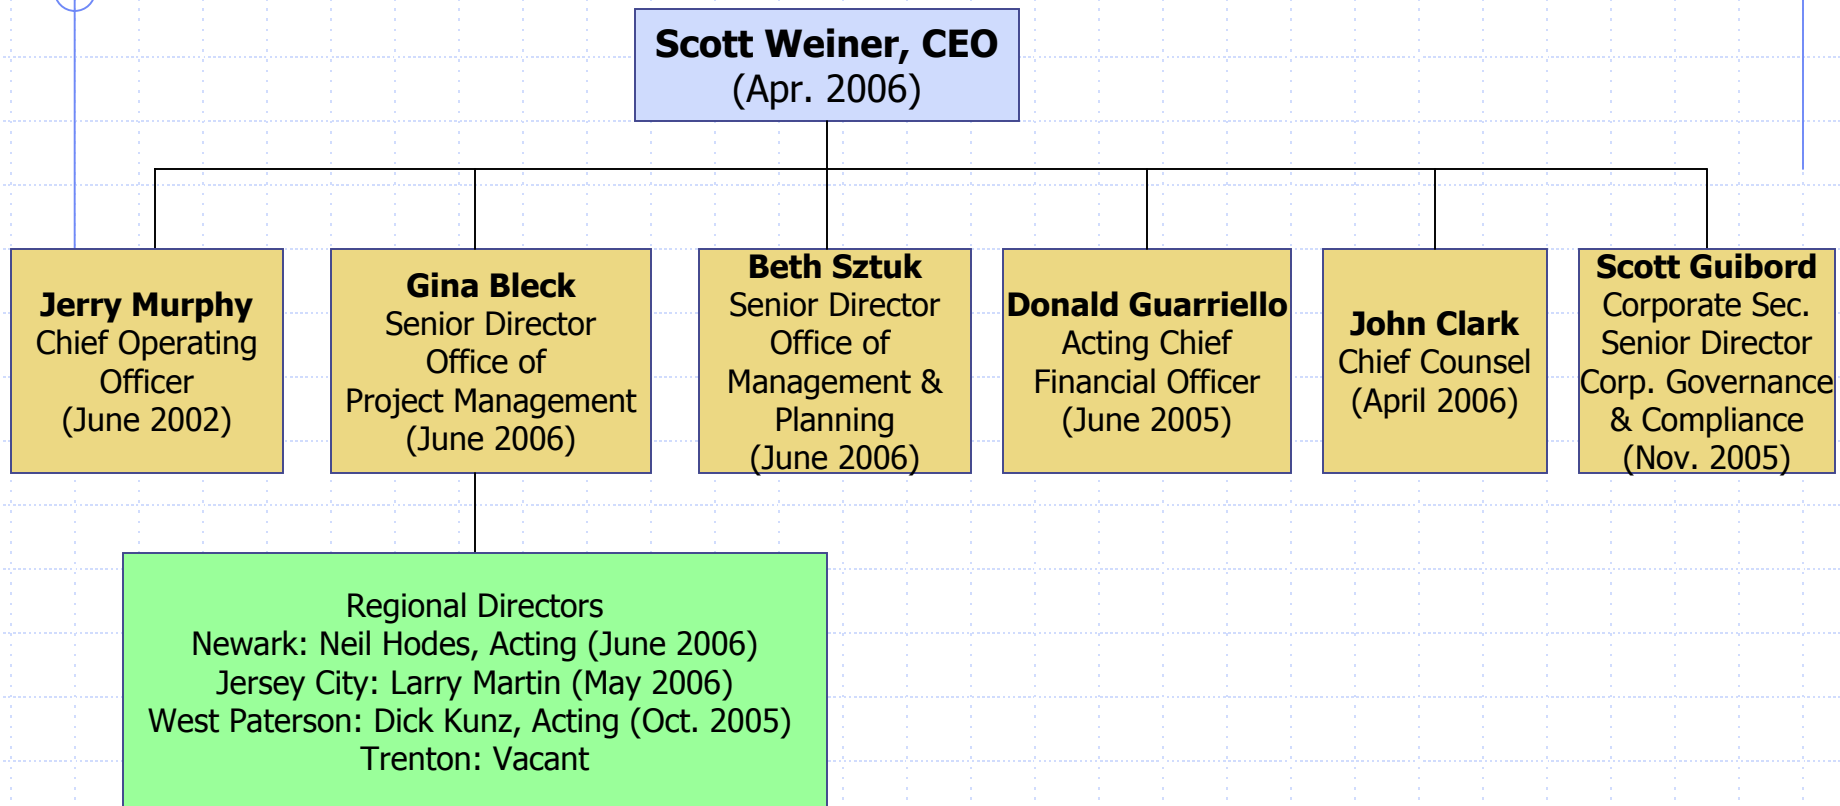 Scott Weiner, CEO
(Apr. 2006)
Jerry Murphy
Chief Operating
Officer
(June 2002)
Gina Bleck
Senior Director
Office of
Project Management
(June 2006)
Beth Sztuk
Senior Director
Office of
Management &
Planning
(June 2006)
Donald Guarriello
Acting Chief
Financial Officer
(June 2005)
John Clark
Chief Counsel
(April 2006)
Scott Guibord
Corporate Sec.
Senior Director
Corp. Governance
& Compliance
(Nov. 2005)
Regional Directors
Newark: Neil Hodes, Acting (June 2006)
Jersey City: Larry Martin (May 2006)
West Paterson: Dick Kunz, Acting (Oct. 2005)
Trenton: Vacant